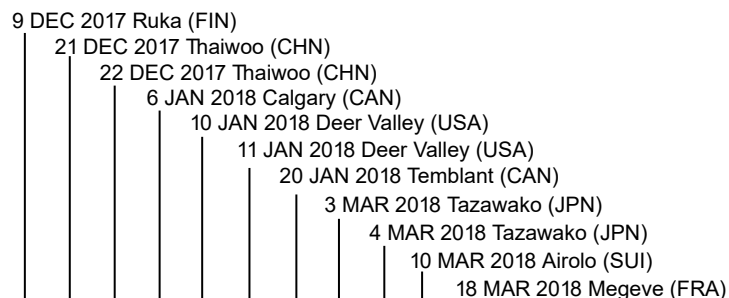 9 DEC 2017 Ruka (FIN)
21 DEC 2017 Thaiwoo (CHN)
22 DEC 2017 Thaiwoo (CHN)
6 JAN 2018 Calgary (CAN)
10 JAN 2018 Deer Valley (USA)
11 JAN 2018 Deer Valley (USA)
20 JAN 2018 Temblant (CAN)
3 MAR 2018 Tazawako (JPN)
4 MAR 2018 Tazawako (JPN)
10 MAR 2018 Airolo (SUI)
18 MAR 2018 Megeve (FRA)